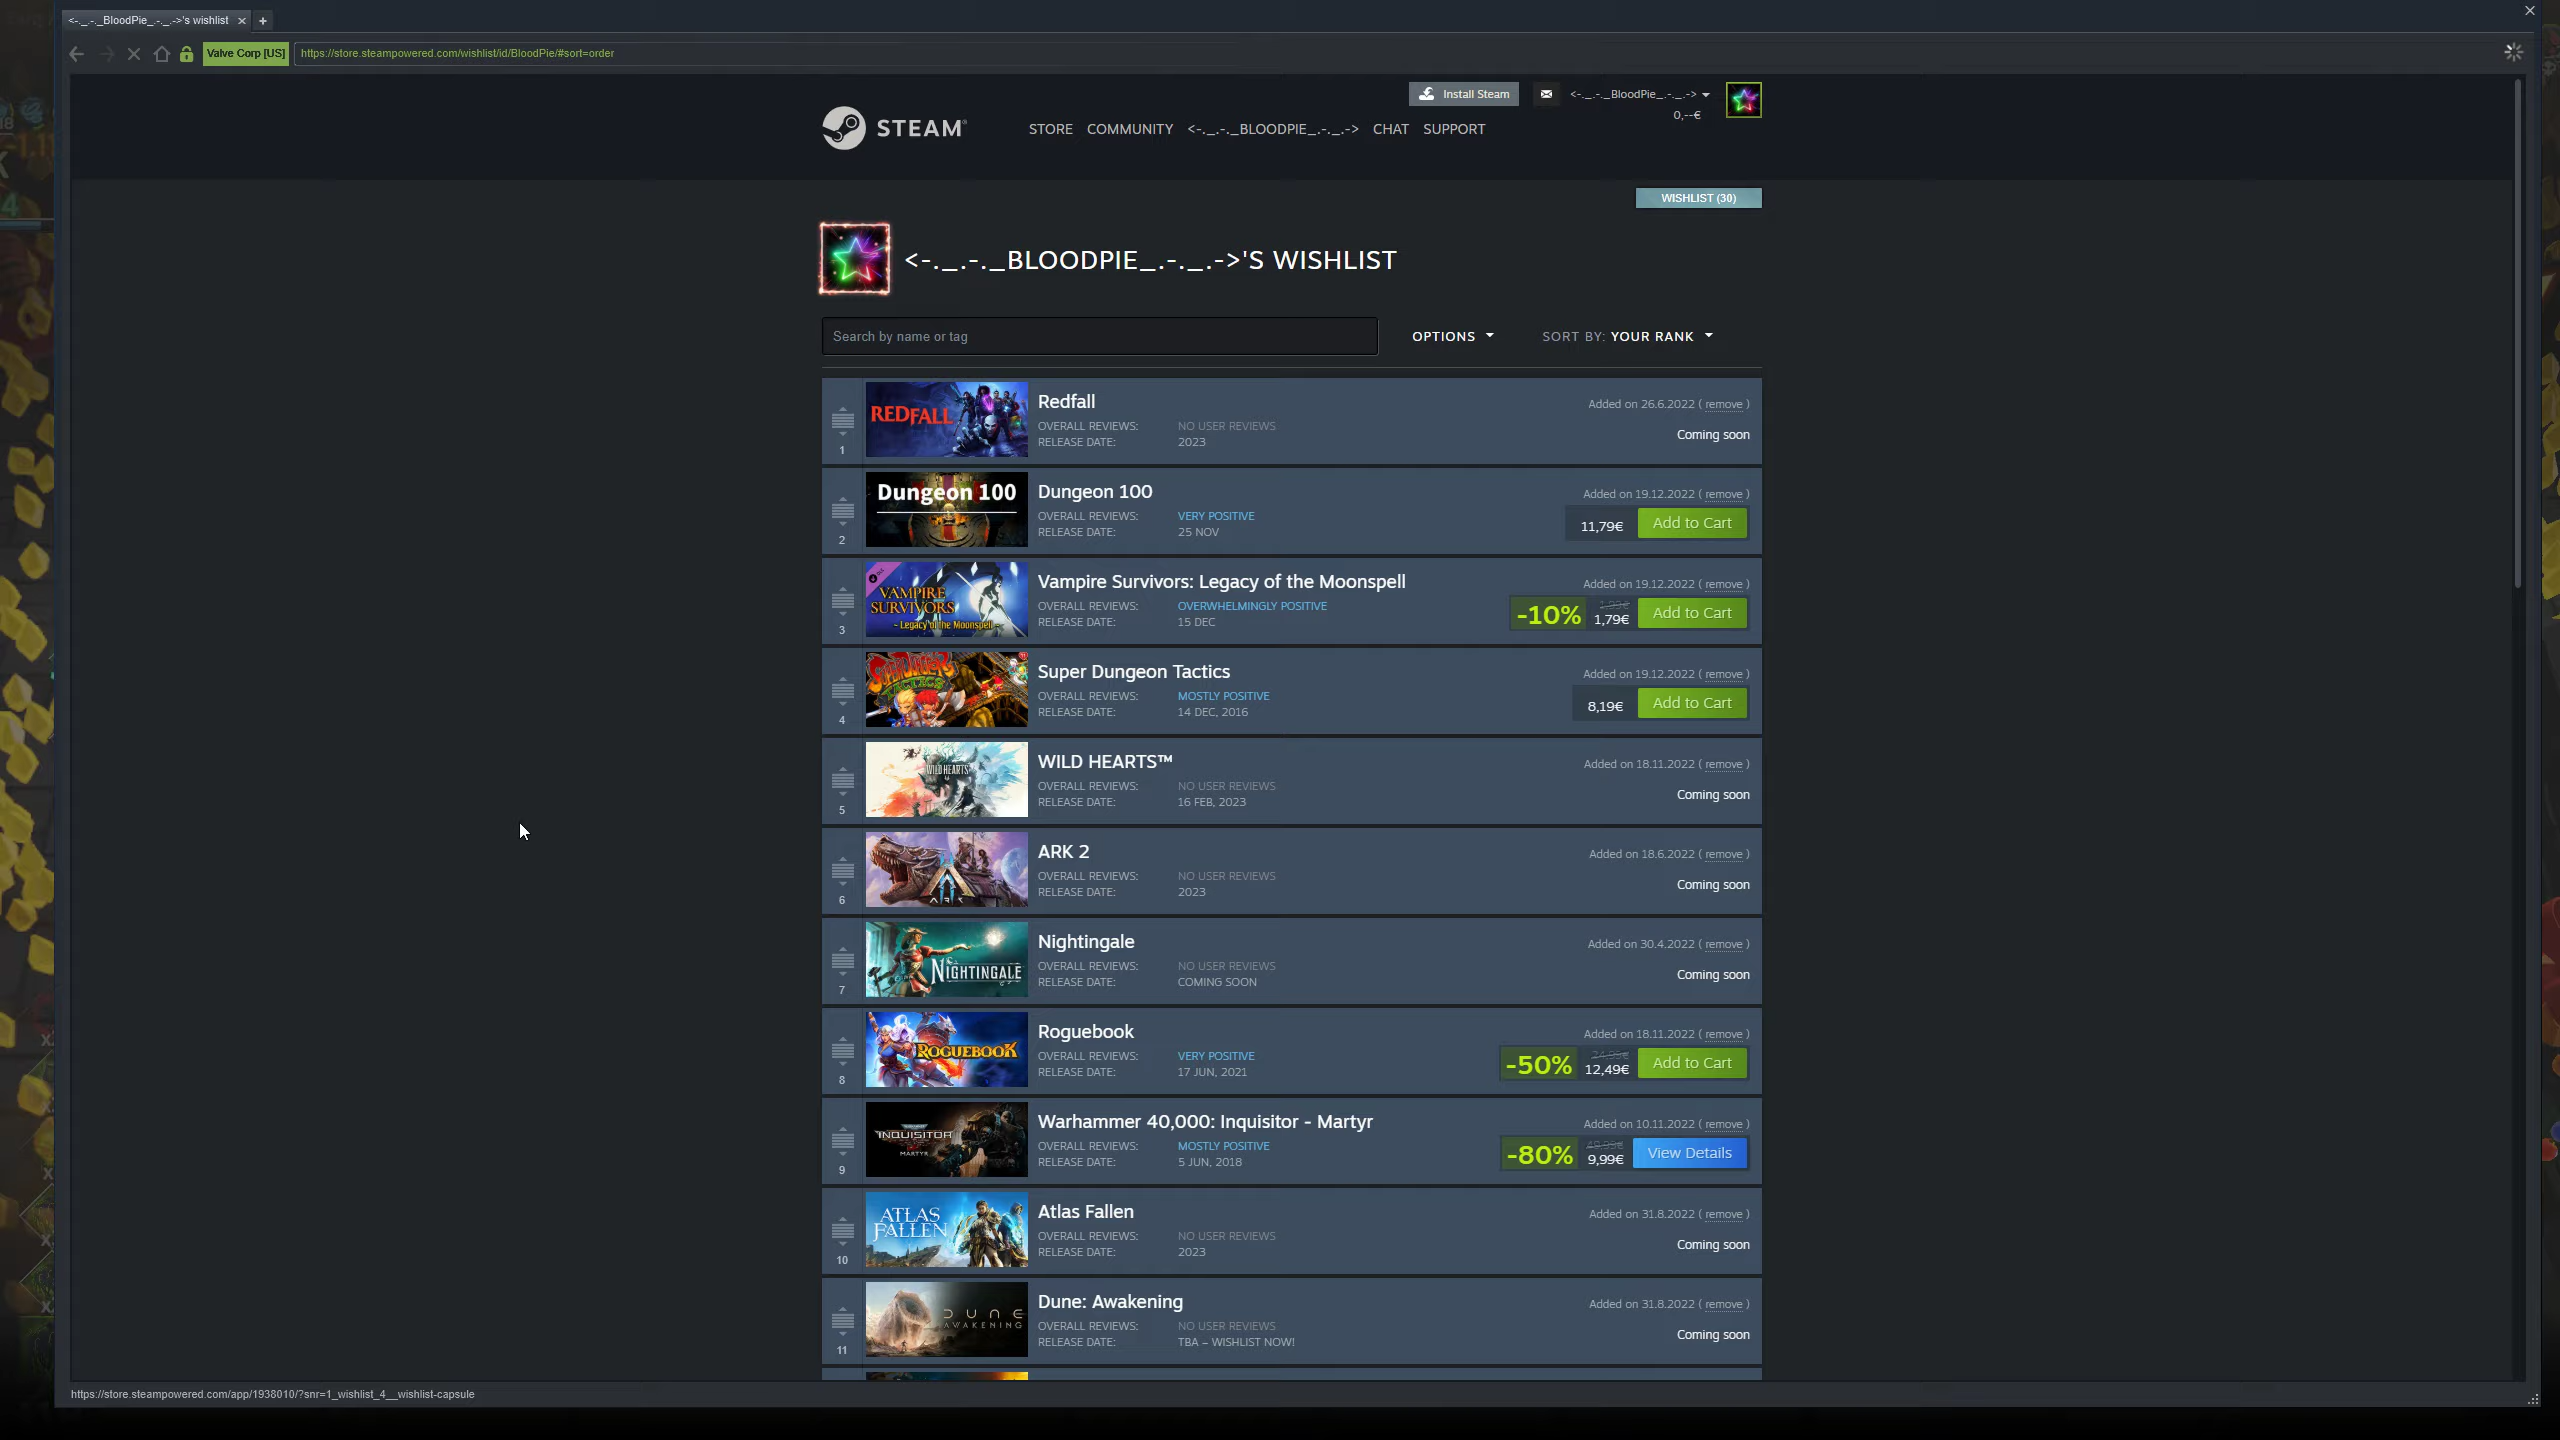 <-._.-._BloodPie_.-._.->'s wishlist
Valve Corp [US] https://store.steampowered.com/wishlist/id/BloodPie/#sort=order
Install Steam <-._.-._BloodPie_.-._.->
0,--€
STEAM®
STORE COMMUNITY <-._.-._BLOODPIE_.-._.-> CHAT SUPPORT
WISHLIST (30)
<-._.-._BLOODPIE_.-._.->'S WISHLIST
Search by name or tag OPTIONS SORT BY: YOUR RANK
REDFALL
Redfall Added on 26.6.2022 ( remove )
OVERALL REVIEWS: NO USER REVIEWS
RELEASE DATE: 2023 Coming soon
1
Dungeon 100
Dungeon 100 Added on 19.12.2022 ( remove )
OVERALL REVIEWS: VERY POSITIVE
RELEASE DATE: 25 NOV 11,79€ Add to Cart
2
VAMPIRE SURVIVORS
~ Legacy of the Moonspell ~
Vampire Survivors: Legacy of the Moonspell Added on 19.12.2022 ( remove )
OVERALL REVIEWS: OVERWHELMINGLY POSITIVE
RELEASE DATE: 15 DEC -10% 1,99€ 1,79€ Add to Cart
3
Super Dungeon Tactics Added on 19.12.2022 ( remove )
OVERALL REVIEWS: MOSTLY POSITIVE
RELEASE DATE: 14 DEC, 2016 8,19€ Add to Cart
4
WILD HEARTS
WILD HEARTS™ Added on 18.11.2022 ( remove )
OVERALL REVIEWS: NO USER REVIEWS
RELEASE DATE: 16 FEB, 2023 Coming soon
5
ARK
ARK 2 Added on 18.6.2022 ( remove )
OVERALL REVIEWS: NO USER REVIEWS
RELEASE DATE: 2023 Coming soon
6
NIGHTINGALE
Nightingale Added on 30.4.2022 ( remove )
OVERALL REVIEWS: NO USER REVIEWS
RELEASE DATE: COMING SOON Coming soon
7
ROGUEBOOK
Roguebook Added on 18.11.2022 ( remove )
OVERALL REVIEWS: VERY POSITIVE
RELEASE DATE: 17 JUN, 2021 -50% 24,99€ 12,49€ Add to Cart
8
INQUISITOR
MARTYR
Warhammer 40,000: Inquisitor - Martyr Added on 10.11.2022 ( remove )
OVERALL REVIEWS: MOSTLY POSITIVE
RELEASE DATE: 5 JUN, 2018 -80% 49,99€ 9,99€ View Details
9
ATLAS FALLEN
Atlas Fallen Added on 31.8.2022 ( remove )
OVERALL REVIEWS: NO USER REVIEWS
RELEASE DATE: 2023 Coming soon
10
DUNE
AWAKENING
Dune: Awakening Added on 31.8.2022 ( remove )
OVERALL REVIEWS: NO USER REVIEWS
RELEASE DATE: TBA – WISHLIST NOW! Coming soon
11
https://store.steampowered.com/app/1938010/?snr=1_wishlist_4__wishlist-capsule